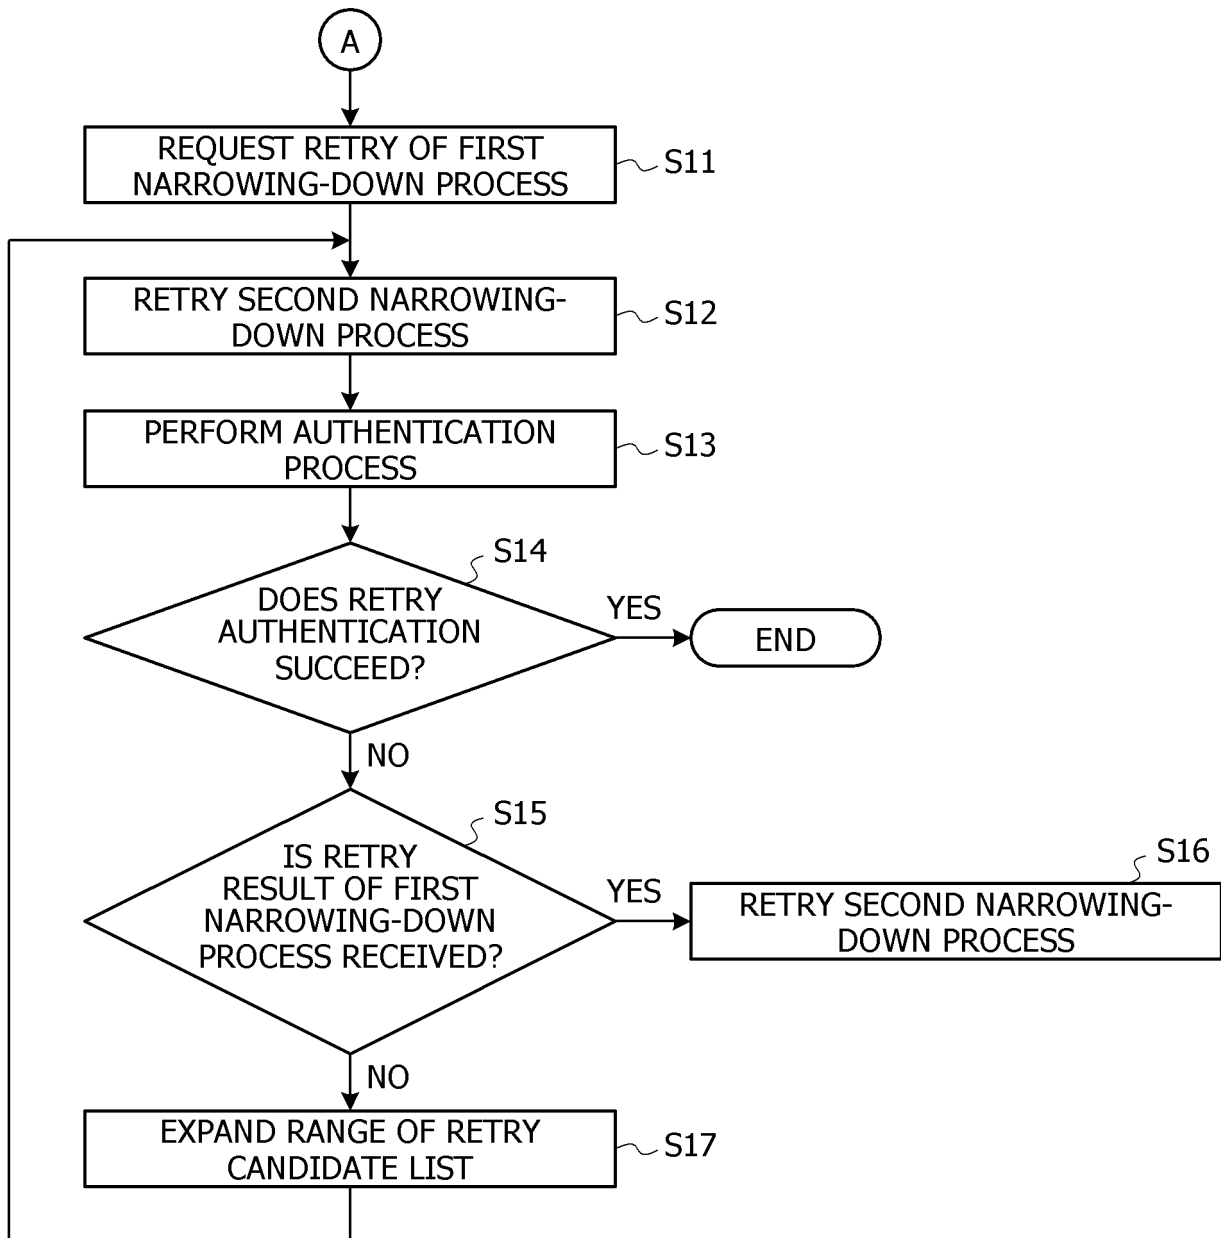 A
REQUEST RETRY OF FIRST
NARROWING-DOWN PROCESS
S11
RETRY SECOND NARROWING-
DOWN PROCESS
S12
PERFORM AUTHENTICATION
PROCESS
S13
S14
DOES RETRY
AUTHENTICATION
SUCCEED?
YES
END
NO
S15
IS RETRY
RESULT OF FIRST
NARROWING-DOWN
PROCESS RECEIVED?
YES
S16
RETRY SECOND NARROWING-
DOWN PROCESS
NO
EXPAND RANGE OF RETRY
CANDIDATE LIST
S17